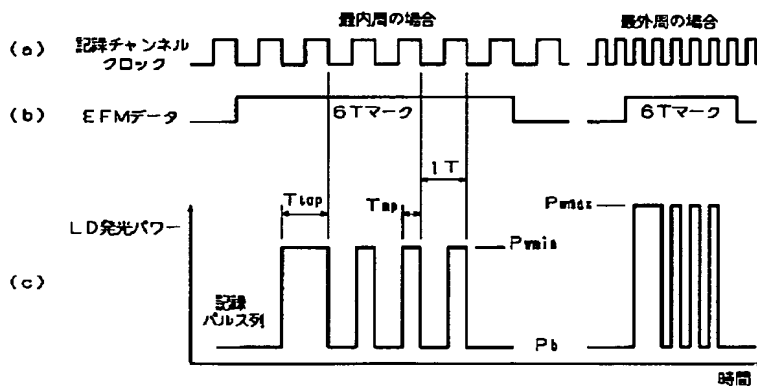 最内周の場合
最外周の場合
(a) 記録チャンネル
クロック
(b) EFMデータ
6Tマーク
6Tマーク
1T
Ttop
Tmp
Pwmax
LD発光パワー
Pwmin
(c)
記録
パルス列
Pb
時間